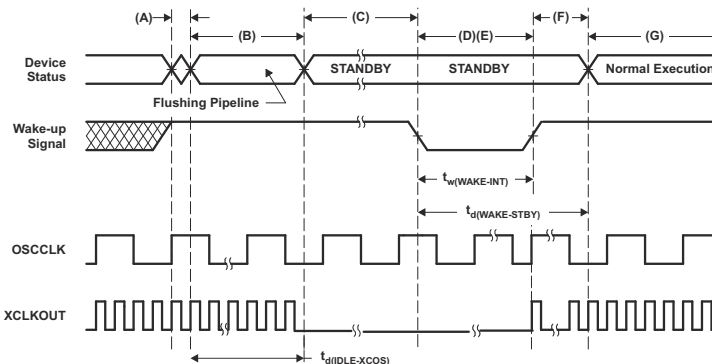 (A)
(B)
(C)
(D)(E)
(F)
(G)
Device
Status
STANDBY
STANDBY
Normal Execution
Flushing Pipeline
Wake-up
Signal
tw(WAKE-INT)
td(WAKE-STBY)
OSCCLK
XCLKOUT
td(IDLE-XCOS)